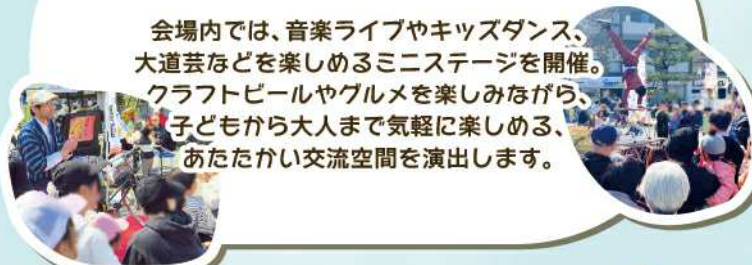 会場内では、音楽ライブやキッズダンス、
大道芸などを楽しめるミニステージを開催。
クラフトビールやグルメを楽しみながら、
子どもから大人まで気軽に楽しめる、
あたたかい交流空間を演出します。